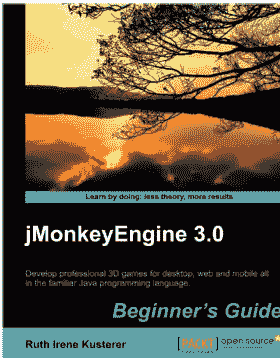 Learn by doing: less theory, more results
jMonkeyEngine 3.0
Develop professional 3D games for desktop, web and mobile all
in the familiar Java programming language.
Beginner's Guide
Ruth Irene Kusterer
PACKT
open source